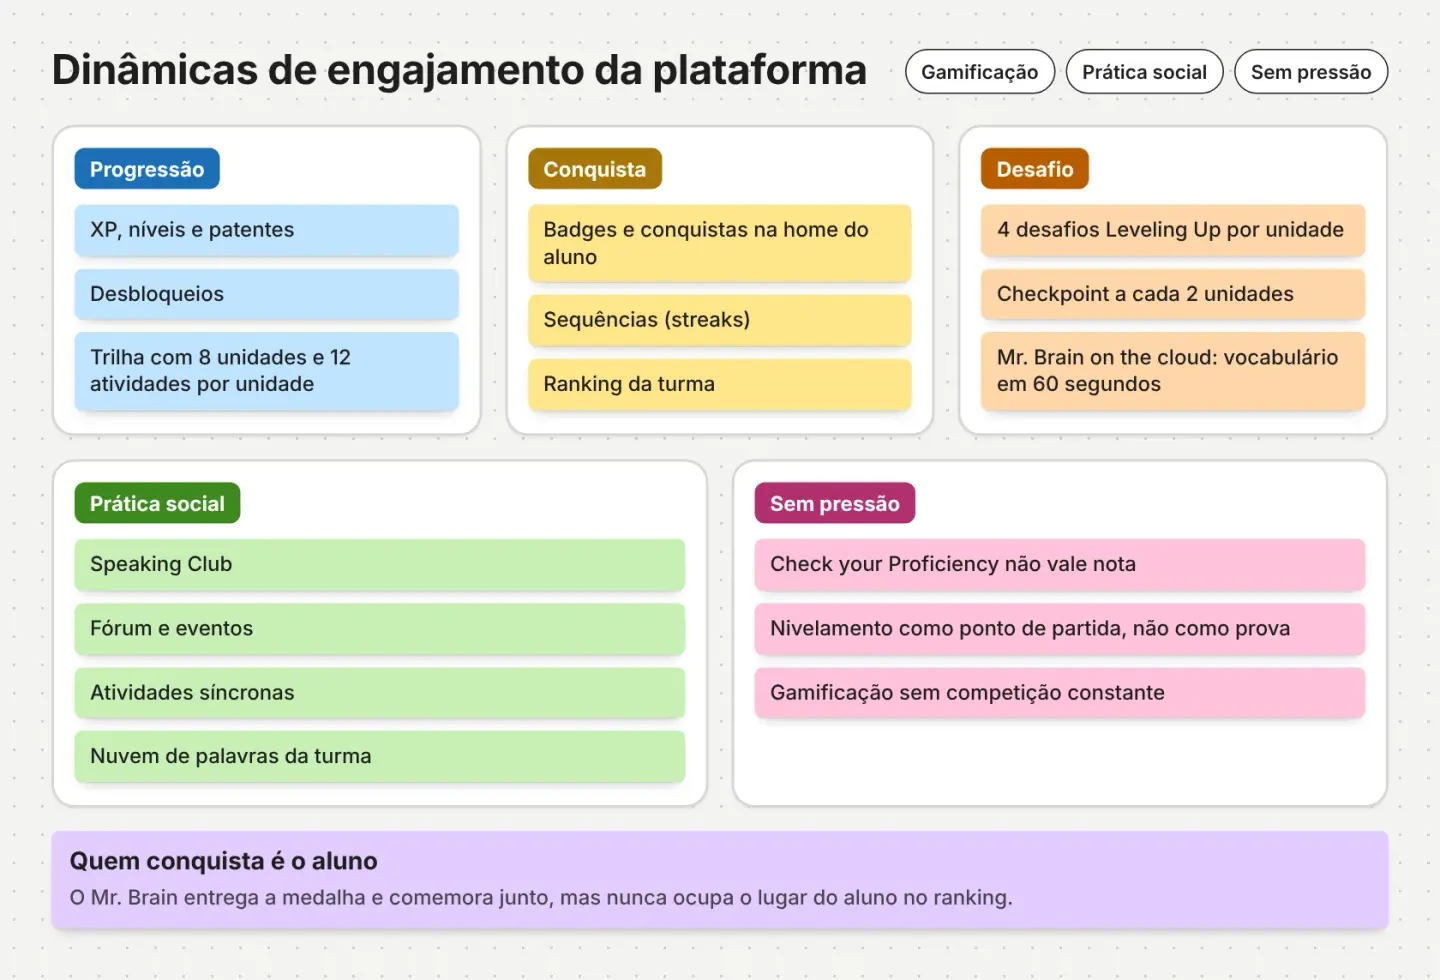 Dinâmicas de engajamento da plataforma
Gamificação
Prática social
Sem pressão
Progressão
XP, níveis e patentes
Desbloqueios
Trilha com 8 unidades e 12
atividades por unidade
Conquista
Badges e conquistas na home do
aluno
Sequências (streaks)
Ranking da turma
Desafio
4 desafios Leveling Up por unidade
Checkpoint a cada 2 unidades
Mr. Brain on the cloud: vocabulário
em 60 segundos
Prática social
Speaking Club
Fórum e eventos
Atividades síncronas
Nuvem de palavras da turma
Sem pressão
Check your Proficiency não vale nota
Nivelamento como ponto de partida, não como prova
Gamificação sem competição constante
Quem conquista é o aluno
O Mr. Brain entrega a medalha e comemora junto, mas nunca ocupa o lugar do aluno no ranking.